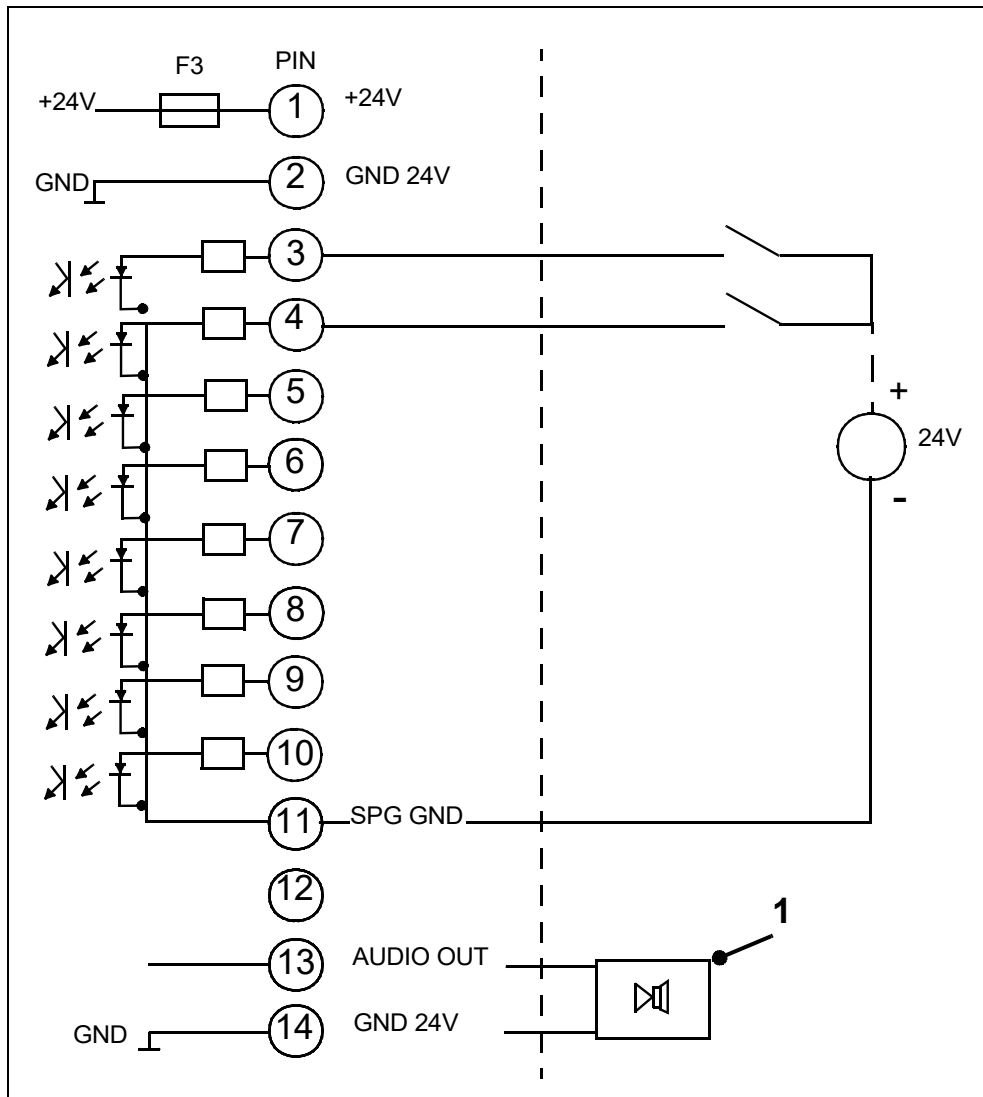 F3 PIN
+24V 1 +24V
GND 2 GND 24V
3
4
5
+
6
24V
-
7
8
9
10
11 SPG GND
12
1
13 AUDIO OUT
GND 14 GND 24V